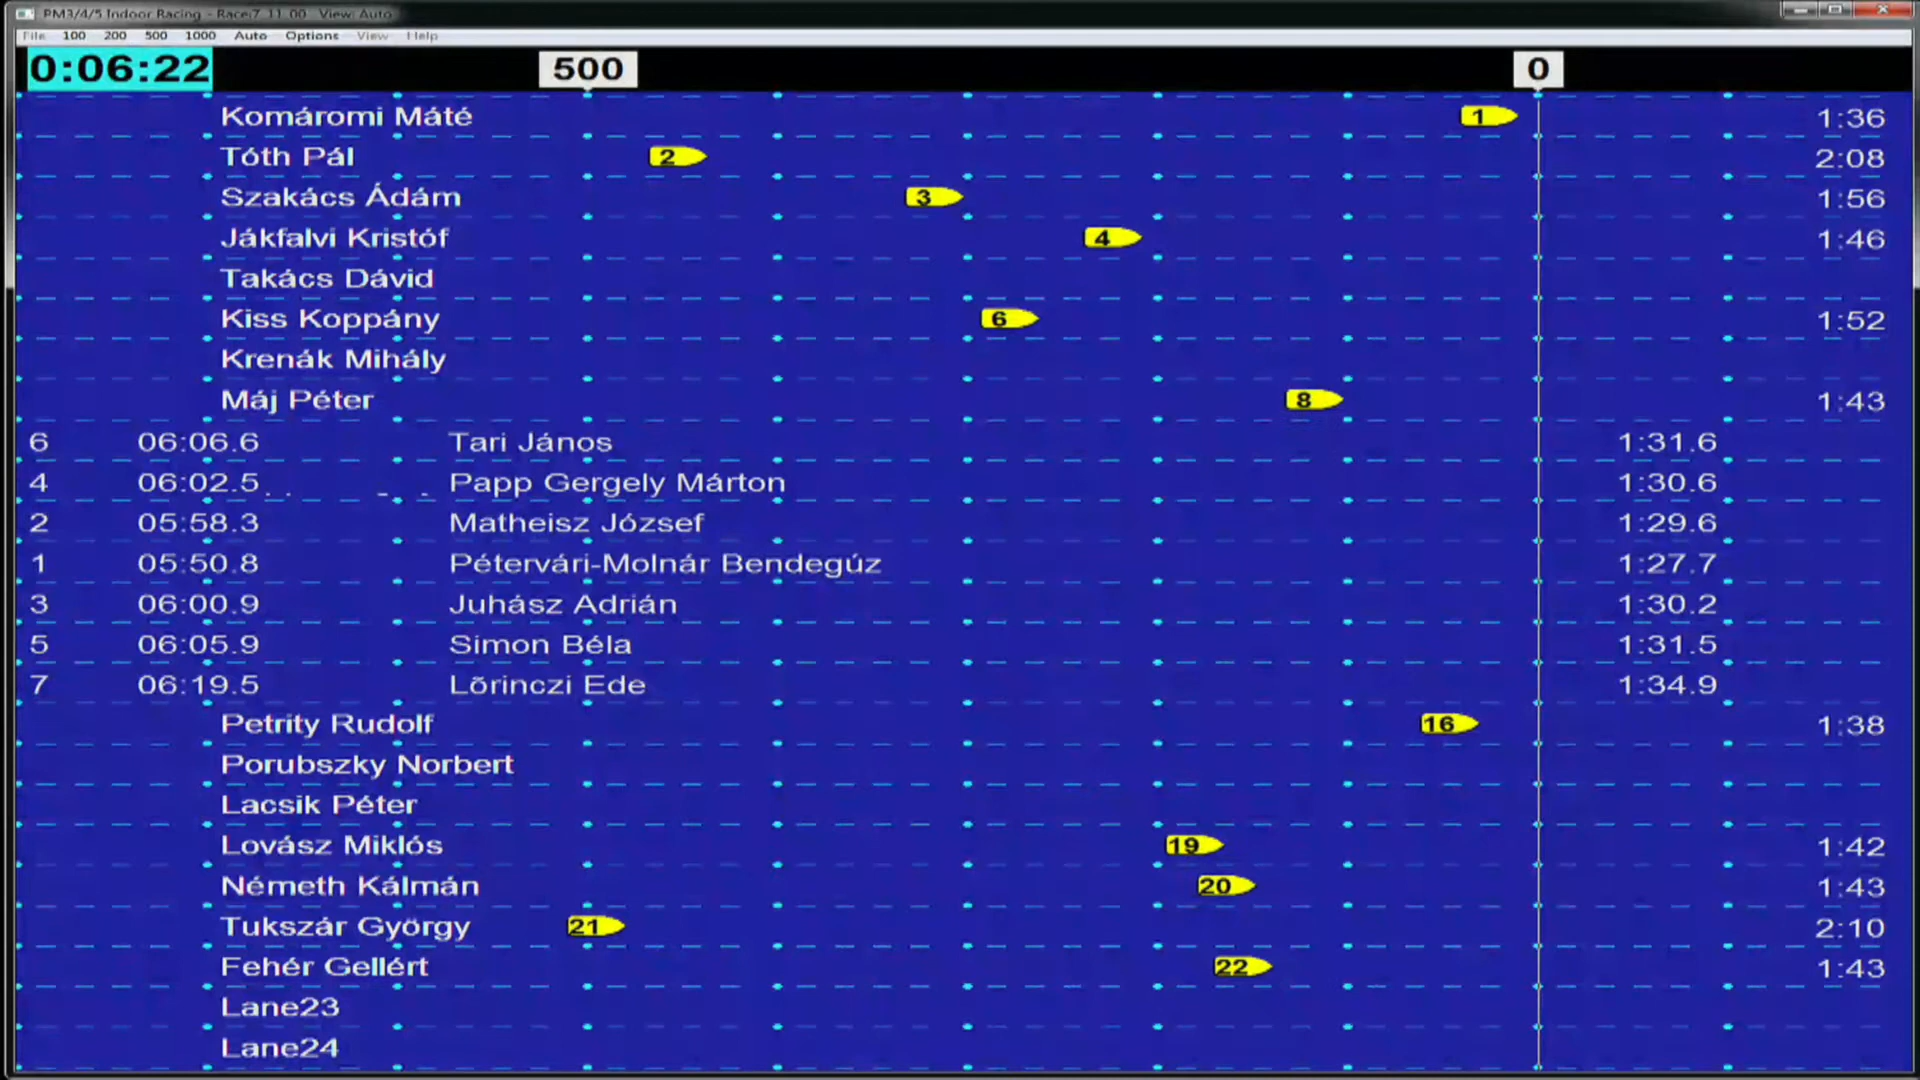 PM3/4/5 Indoor Racing - Race:7 11 00 View: Auto
File 100 200 500 1000 Auto Options View Help
0:06:22 500 0
Komáromi Máté 1 1:36
Tóth Pál 2 2:08
Szakács Ádám 3 1:56
Jákfalvi Kristóf 4 1:46
Takács Dávid
Kiss Koppány 6 1:52
Krenák Mihály
Máj Péter 8 1:43
6 06:06.6 Tari János 1:31.6
4 06:02.5 Papp Gergely Márton 1:30.6
2 05:58.3 Matheisz József 1:29.6
1 05:50.8 Pétervári-Molnár Bendegúz 1:27.7
3 06:00.9 Juhász Adrián 1:30.2
5 06:05.9 Simon Béla 1:31.5
7 06:19.5 Lõrinczi Ede 1:34.9
Petrity Rudolf 16 1:38
Porubszky Norbert
Lacsik Péter
Lovász Miklós 19 1:42
Németh Kálmán 20 1:43
Tukszár György 21 2:10
Fehér Gellért 22 1:43
Lane23
Lane24